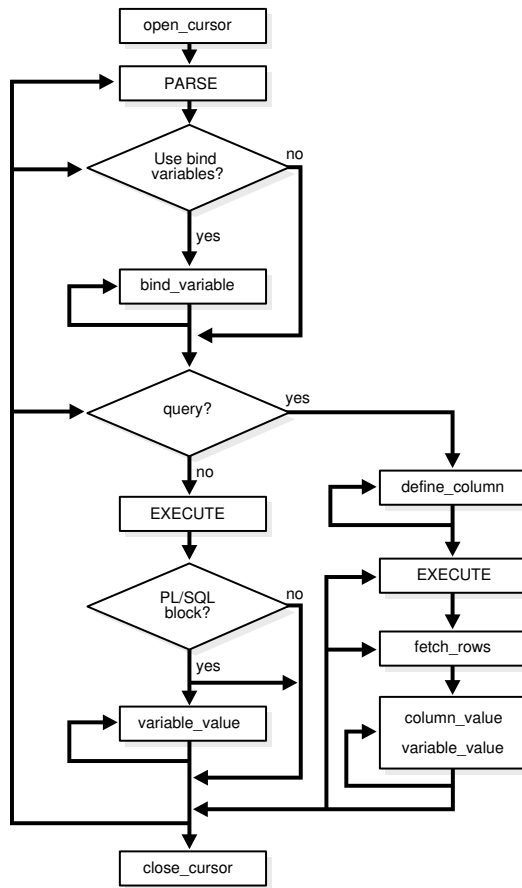 open_cursor
PARSE
Use bind
variables?
no
yes
bind_variable
query?
yes
no
define_column
EXECUTE
EXECUTE
PL/SQL
block?
no
fetch_rows
yes
column_value
variable_value
variable_value
close_cursor